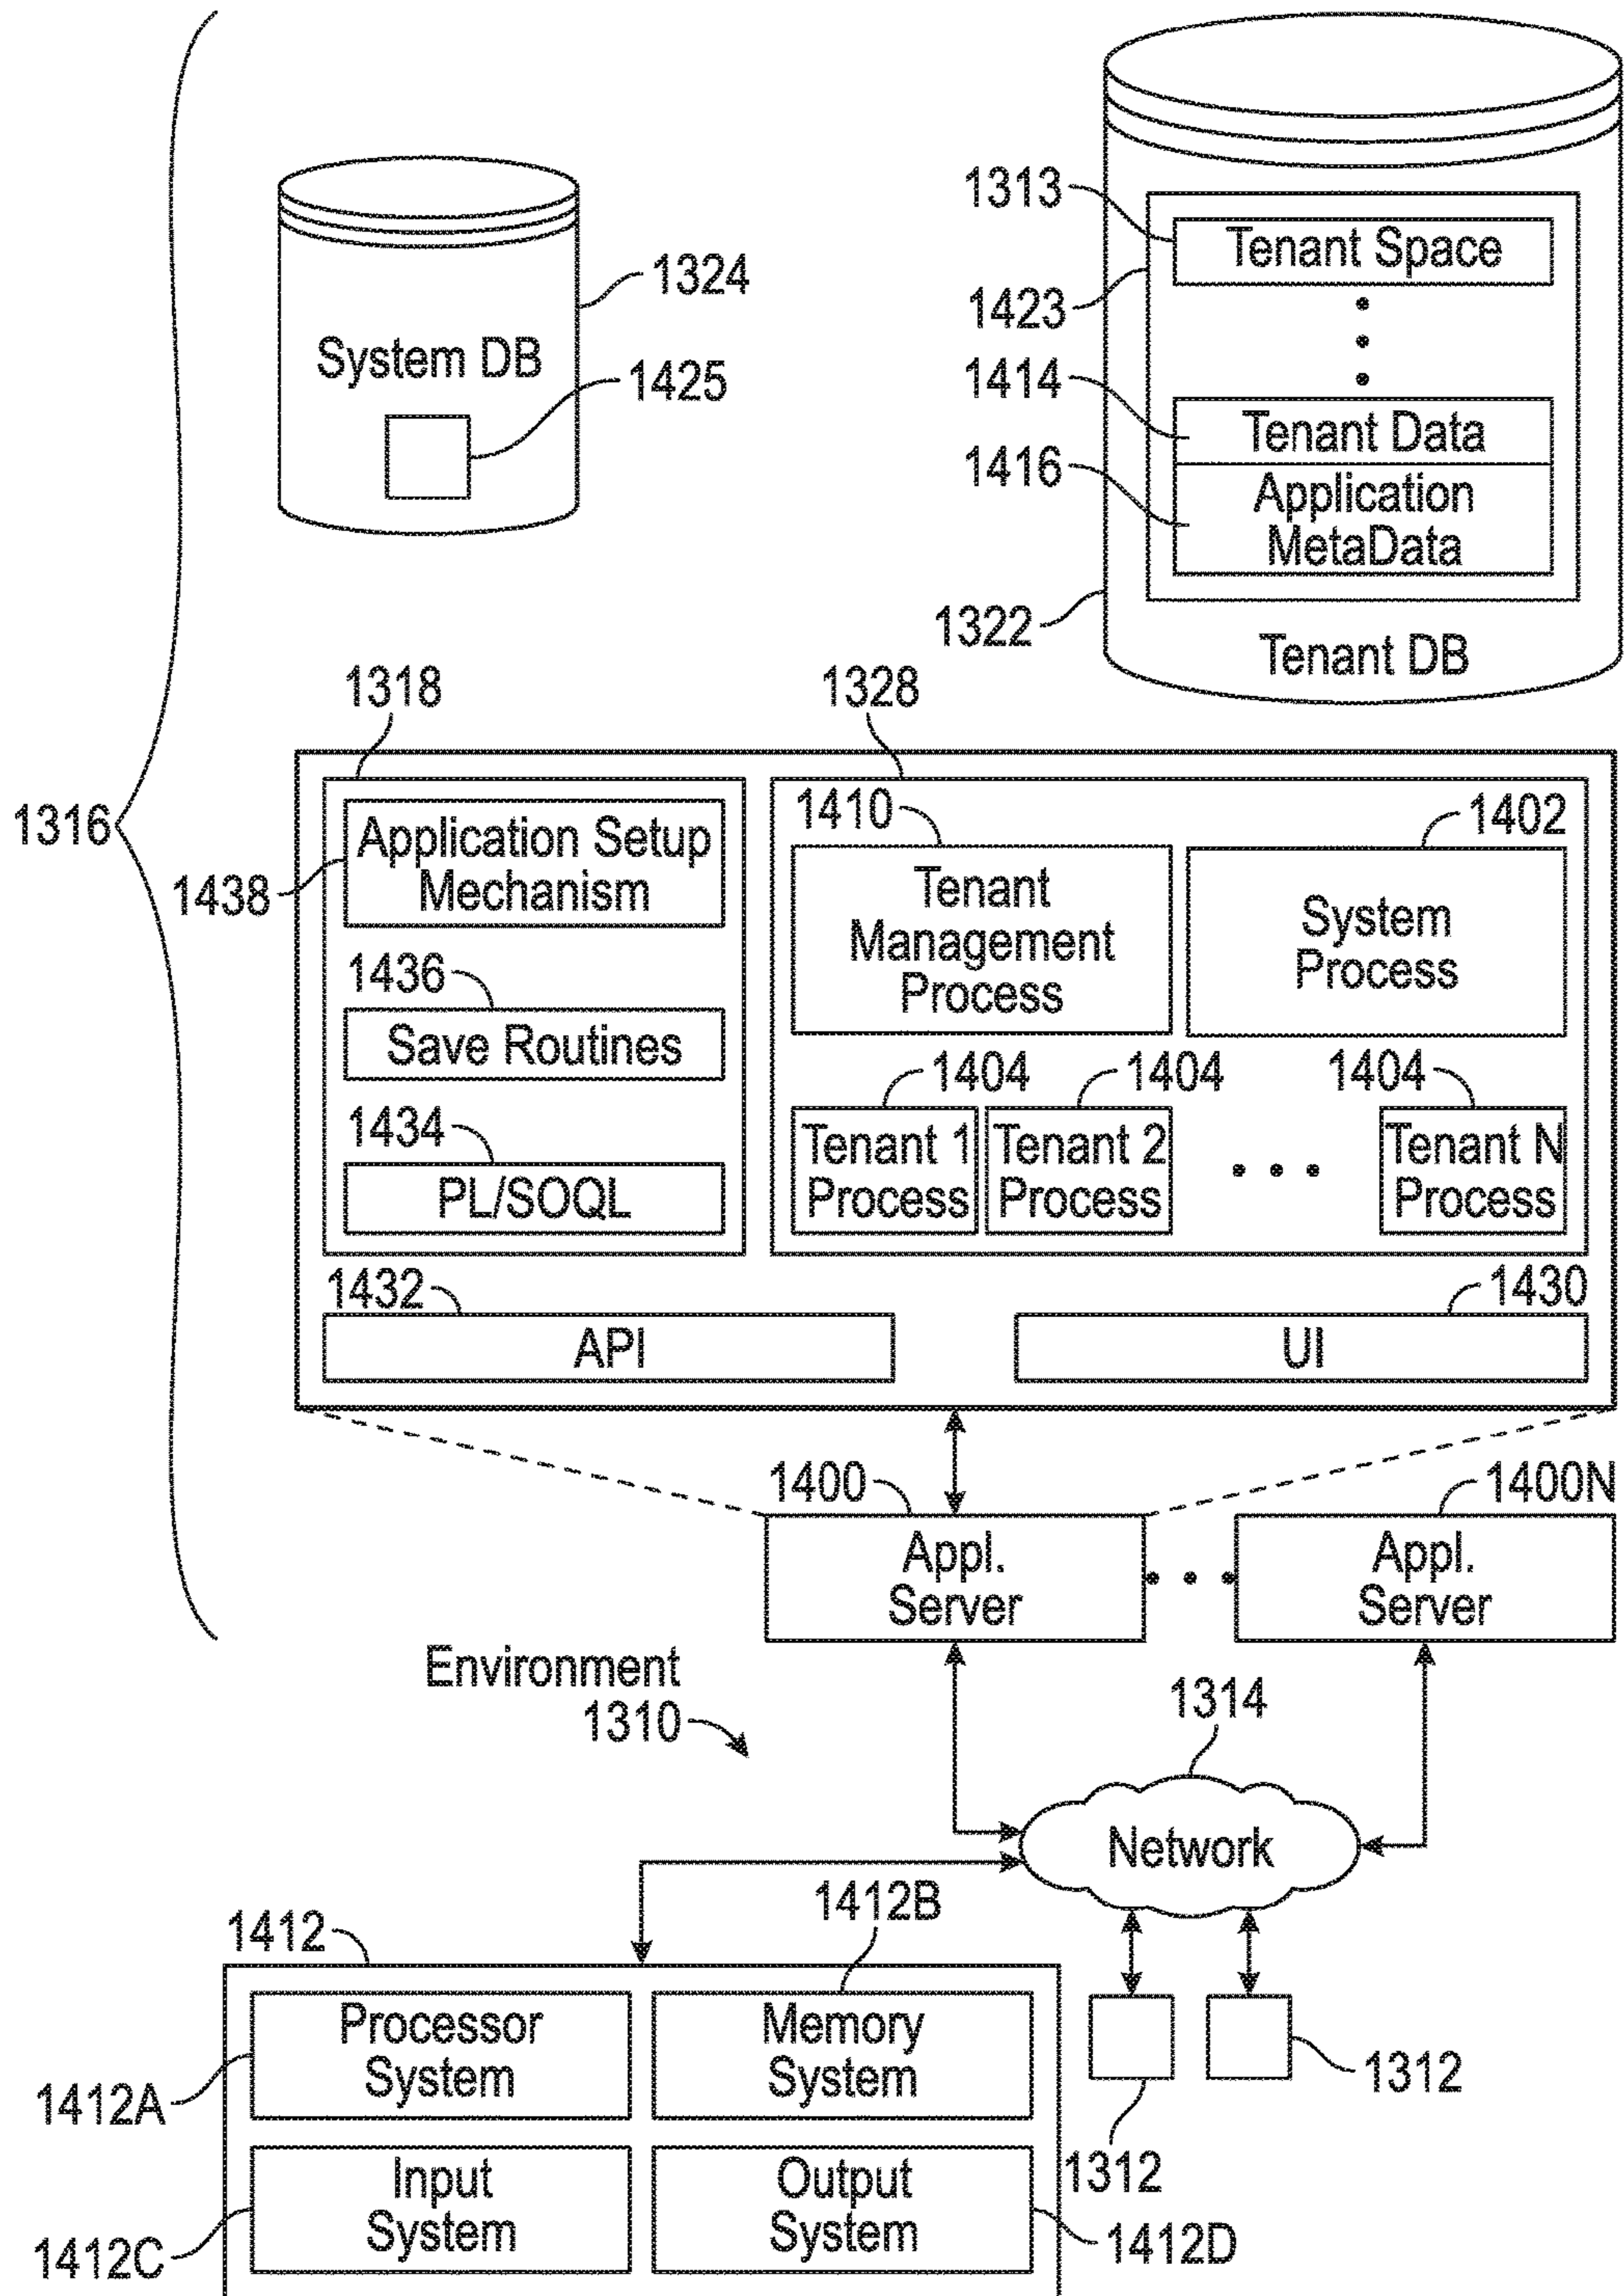 1313
Tenant Space
1423
1324
System DB
1425
1414
Tenant Data
1416
Application
MetaData
1322
Tenant DB
1318
1328
1316
1410
1402
Application Setup
Mechanism
1438
Tenant
Management
Process
System
Process
1436
Save Routines
1404
1404
1404
1434
Tenant 1
Process
Tenant 2
Process
Tenant N
Process
PL/SOQL
1432
1430
API
UI
1400
1400N
Appl.
Server
Appl.
Server
Environment
1310
1314
Network
1412
1412B
Processor
System
Memory
System
1412A
1312
1312
Input
System
Output
System
1412C
1412D